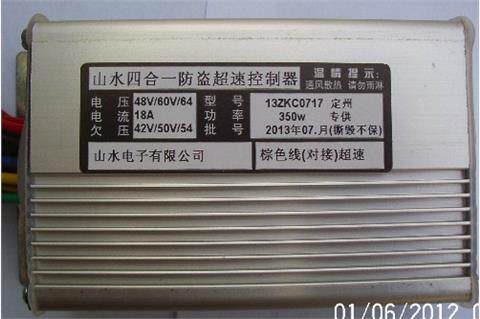 山水四合一防盗超速控制器
温情提示:
通风散热 请勿雨淋
电压 48V/60V/64 型号 13ZKC0717 定州
电流 18A 功率 350w 专供
欠压 42V/50V/54 批号 2013年07.月(撕毁不保)
山水电子有限公司 棕色线(对接)超速
01/06/2012